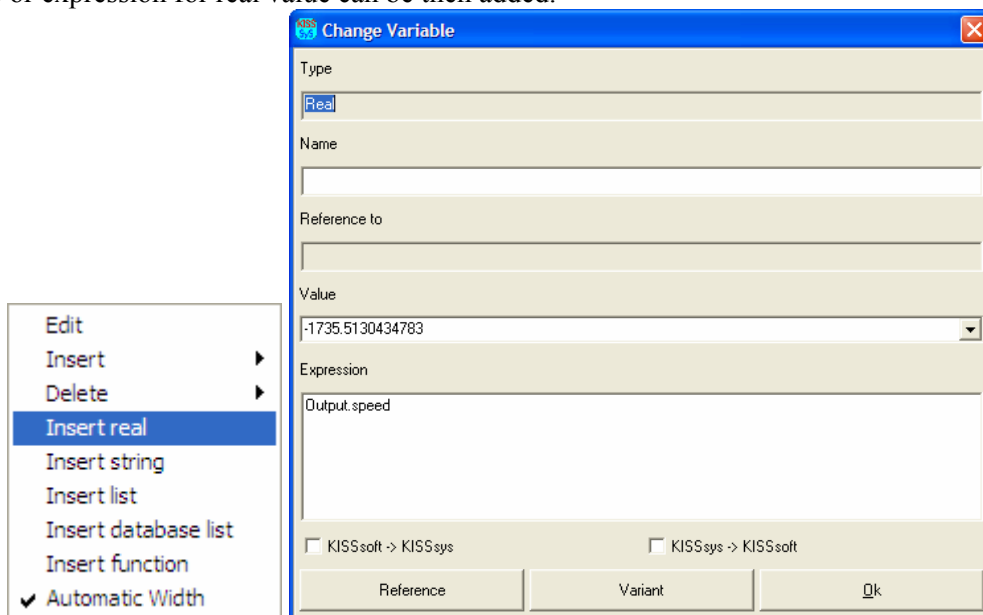 or expression for real value can be then added.
KISS sys Change Variable
Type
Real
Name
Reference to
Value
-1735.5130434783
Expression
Output.speed
KISSsoft -> KISSsys KISSsys -> KISSsoft
Reference Variant Ok
Edit
Insert
Delete
Insert real
Insert string
Insert list
Insert database list
Insert function
Automatic Width